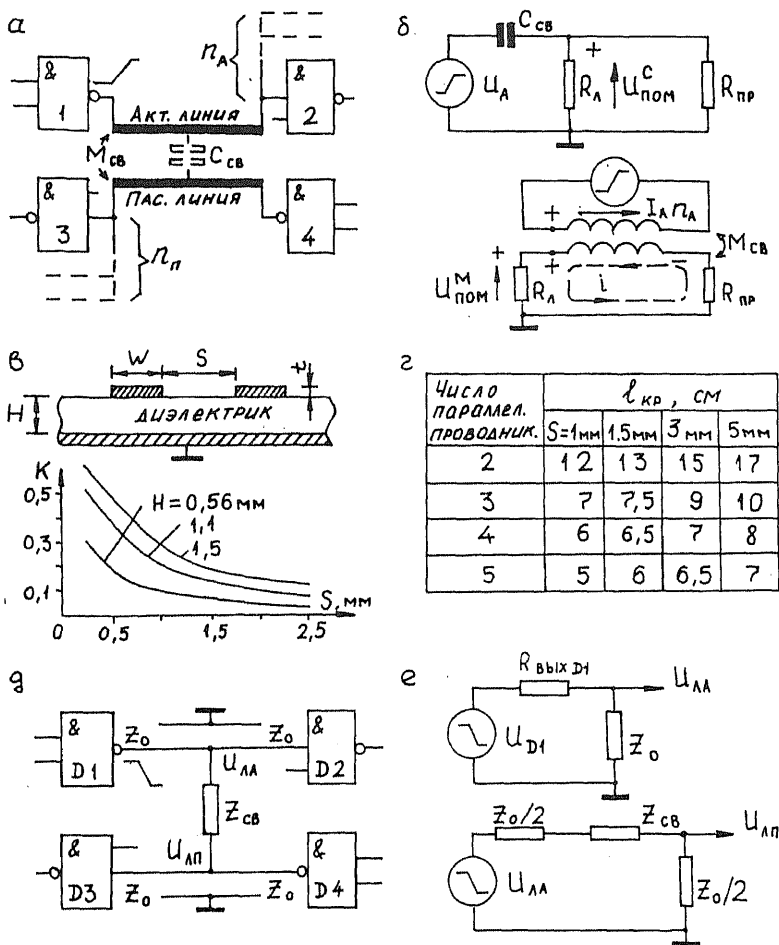 а
&
1
&
2
n_A
АКТ. ЛИНИЯ
M_СВ
C_СВ
ПАС. ЛИНИЯ
&
3
&
4
n_П
б
C_СВ
U_A
+
R_Л
U^C_ПОМ
R_ПР
I_A n_A
+
+
+
M_СВ
U^M_ПОМ
R_Л
i
R_ПР
в
W
S
t
H
ДИЭЛЕКТРИК
K
0,5
0,3
0,1
H=0,56мм
1,1
1,5
S, мм
0
0,5
1,5
2,5
г
ЧИСЛО ПАРАЛЛЕЛ. ПРОВОДНИК.
ℓ_КР, СМ
S=1мм 1.5мм 3мм 5мм
2 12 13 15 17
3 7 7,5 9 10
4 6 6,5 7 8
5 5 6 6,5 7
д
&
D1
Z_0
Z_0
&
D2
U_ЛА
Z_СВ
U_ЛП
&
D3
Z_0
Z_0
&
D4
е
R_ВЫХ D1
U_ЛА
U_D1
Z_0
Z_0/2
Z_СВ
U_ЛП
U_ЛА
Z_0/2